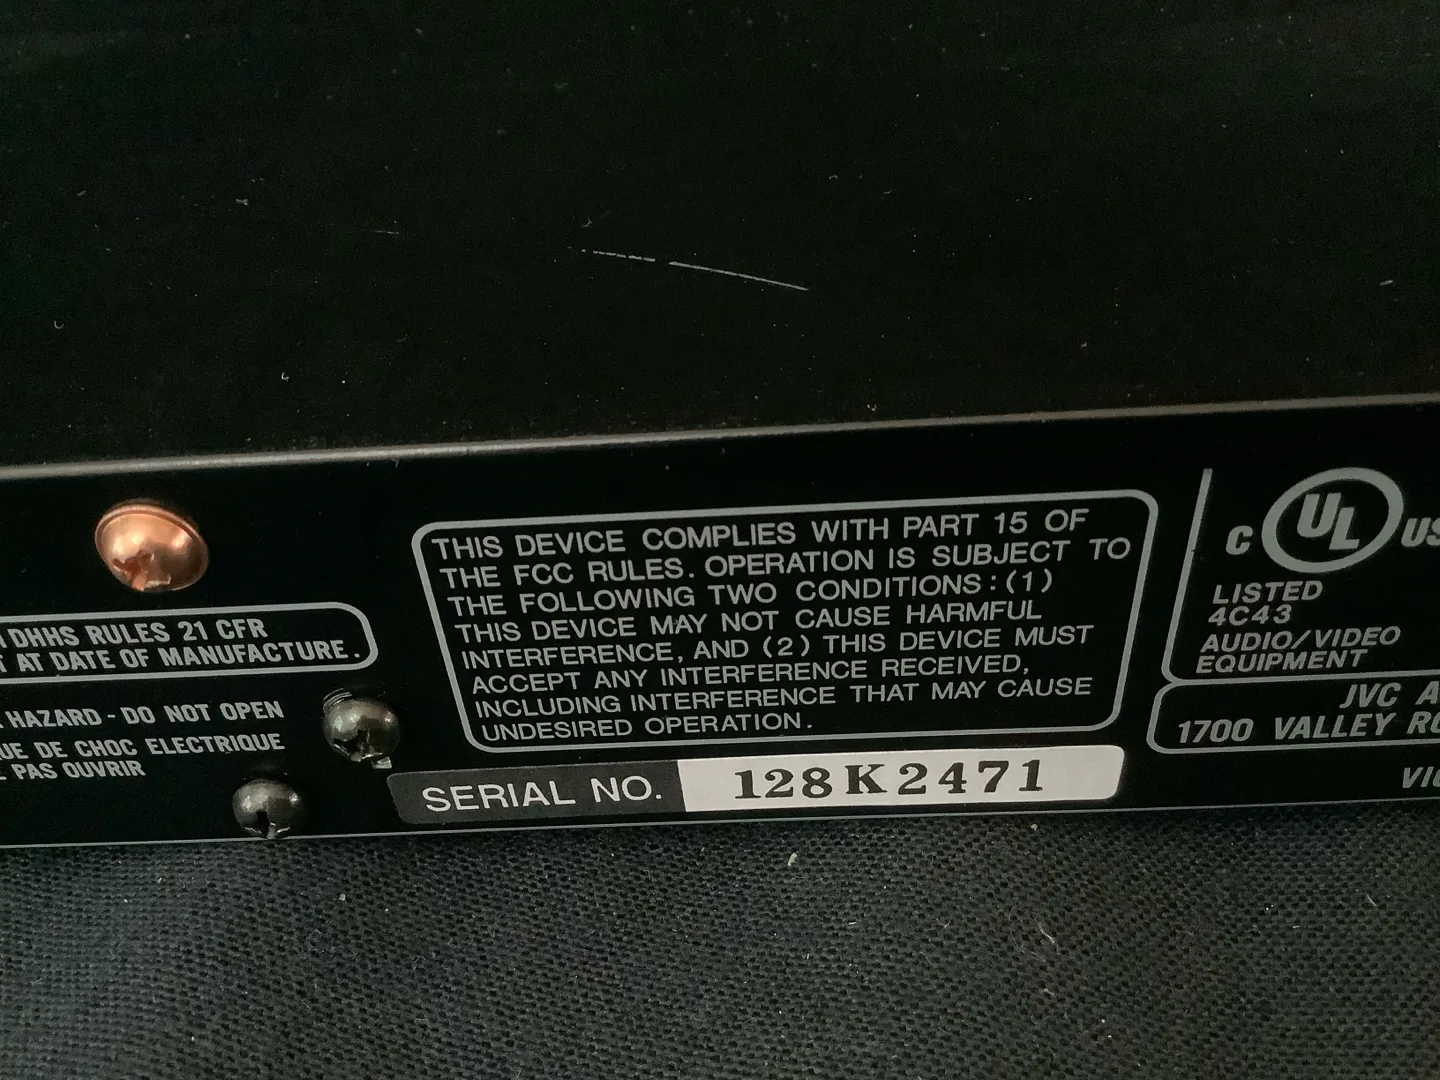 DHHS RULES 21 CFR
AT DATE OF MANUFACTURE.
HAZARD - DO NOT OPEN
UE DE CHOC ELECTRIQUE
PAS OUVRIR
THIS DEVICE COMPLIES WITH PART 15 OF
THE FCC RULES. OPERATION IS SUBJECT TO
THE FOLLOWING TWO CONDITIONS: (1)
THIS DEVICE MAY NOT CAUSE HARMFUL
INTERFERENCE, AND (2) THIS DEVICE MUST
ACCEPT ANY INTERFERENCE RECEIVED,
INCLUDING INTERFERENCE THAT MAY CAUSE
UNDESIRED OPERATION.
SERIAL NO. 128K2471
C UL US
LISTED
4C43
AUDIO/VIDEO
EQUIPMENT
JVC A
1700 VALLEY RO
VIC